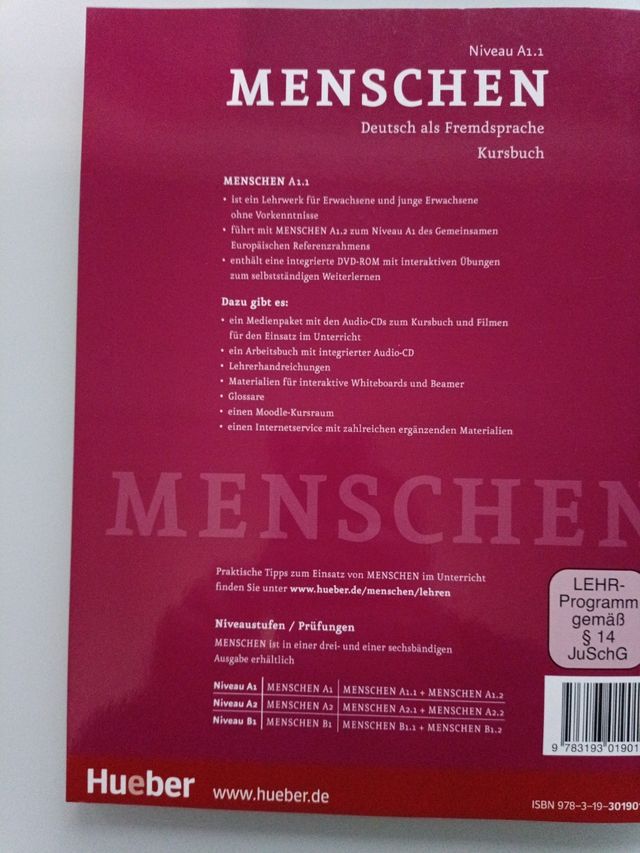 Niveau A1.1
MENSCHEN
Deutsch als Fremdsprache
Kursbuch
MENSCHEN A1.1
• ist ein Lehrwerk für Erwachsene und junge Erwachsene
ohne Vorkenntnisse
• führt mit MENSCHEN A1.2 zum Niveau A1 des Gemeinsamen
Europäischen Referenzrahmens
• enthält eine integrierte DVD-ROM mit interaktiven Übungen
zum selbstständigen Weiterlernen
Dazu gibt es:
• ein Medienpaket mit den Audio-CDs zum Kursbuch und Filmen
für den Einsatz im Unterricht
• ein Arbeitsbuch mit integrierter Audio-CD
• Lehrerhandreichungen
• Materialien für interaktive Whiteboards und Beamer
• Glossare
• einen Moodle-Kursraum
• einen Internetservice mit zahlreichen ergänzenden Materialien
MENSCHEN
Praktische Tipps zum Einsatz von MENSCHEN im Unterricht
finden Sie unter www.hueber.de/menschen/lehren
LEHR-
Programm
gemäß
§ 14
JuSchG
Niveaustufen / Prüfungen
MENSCHEN ist in einer drei- und einer sechsbändigen
Ausgabe erhältlich
Niveau A1 MENSCHEN A1 MENSCHEN A1.1 + MENSCHEN A1.2
Niveau A2 MENSCHEN A2 MENSCHEN A2.1 + MENSCHEN A2.2
Niveau B1 MENSCHEN B1 MENSCHEN B1.1 + MENSCHEN B1.2
9 783193 01901
Hueber www.hueber.de
ISBN 978-3-19-301901